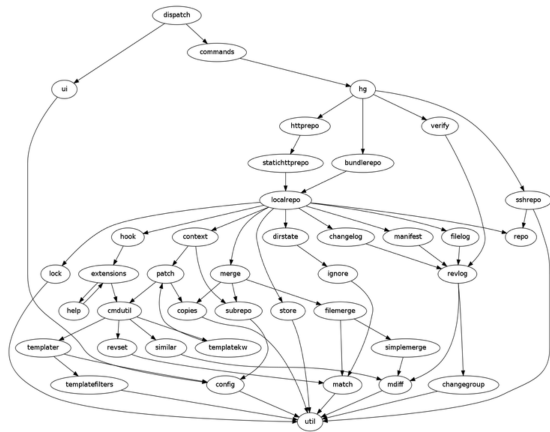 dispatch
commands
ui
hg
httprepo
verify
statichttprepo
bundlerepo
localrepo
sshrepo
hook
context
dirstate
changelog
manifest
filelog
repo
lock
extensions
patch
merge
ignore
revlog
help
cmdutil
copies
subrepo
store
filemerge
templater
revset
similar
templatekw
simplemerge
templatefilters
config
match
mdiff
changegroup
util